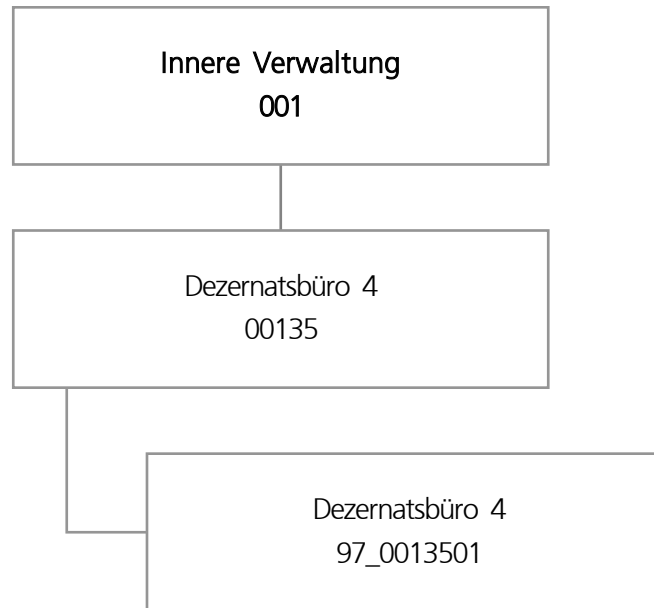 Innere Verwaltung
001
Dezernatsbüro 4
00135
Dezernatsbüro 4
97_0013501